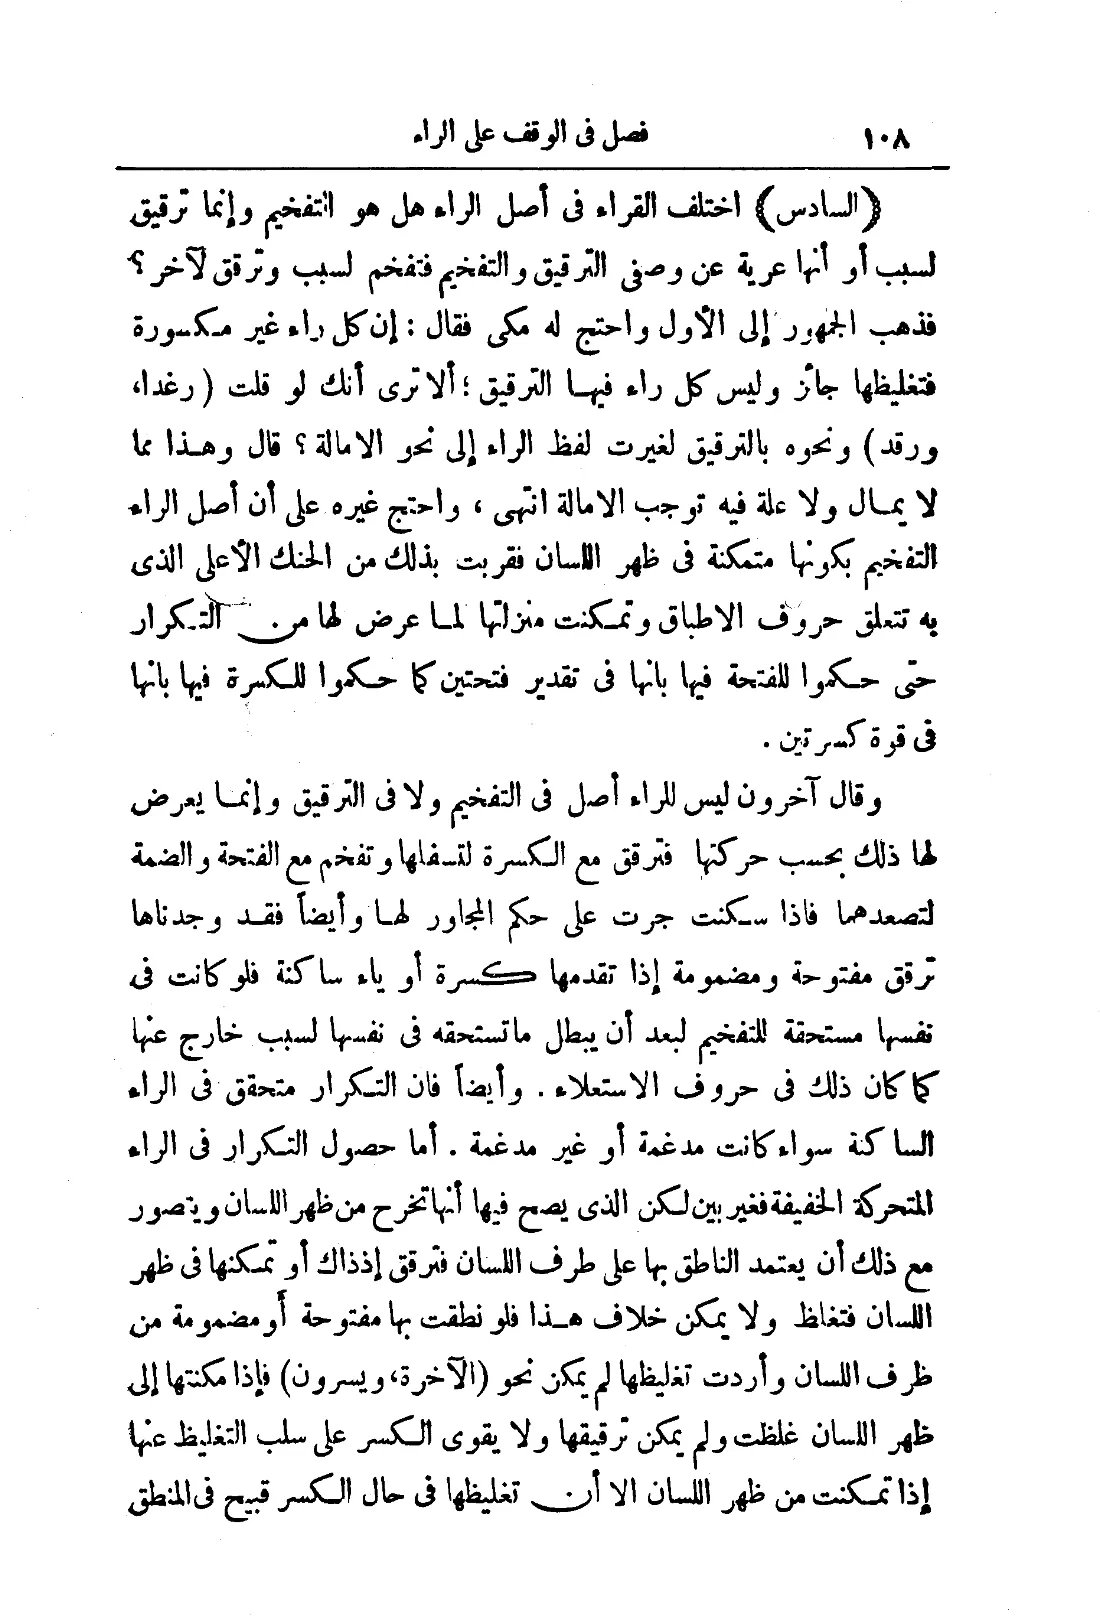 ١٠٨ فصل فى الوقف على الراء
(السادس) اختلف القراء فى أصل الراء هل هو التفخيم وإنما ترقيق
لسبب أو أنها عرية عن وصفى الترقيق والتفخيم فتفخم لسبب وترقق لآخر ؟
فذهب الجمهور إلى الأول واحتج له مكى فقال : إن كل راء غير مكسورة
فتغليظها جائز وليس كل راء فيها الترقيق ؛ ألا ترى أنك لو قلت ( رغدا،
ورقد ) ونحوه بالترقيق لغيرت لفظ الراء إلى نحو الامالة ؟ قال وهذا مما
لا يمال ولا علة فيه توجب الامالة انتهى ، واحتج غيره على أن أصل الراء
التفخيم بكونها متمكنة فى ظهر اللسان فقربت بذلك من الحنك الأعلى الذى
به تتعلق حروف الاطباق وتمكنت منزلتها لما عرض لها من التكرار
حتى حكموا للفتحة فيها بانها فى تقدير فتحتين كما حكموا للكسرة فيها بانها
فى قوة كسرتين .
وقال آخرون ليس للراء أصل فى التفخيم ولا فى الترقيق وإنما يعرض
لها ذلك بحسب حركتها فترقق مع الكسرة لتسفلها وتفخم مع الفتحة والضمة
لتصعدهما فاذا سكنت جرت على حكم المجاور لها وأيضاً فقد وجدناها
ترقق مفتوحة ومضمومة إذا تقدمها كسرة أو ياء ساكنة فلو كانت فى
نفسها مستحقة للتفخيم لبعد أن يبطل ما تستحقه فى نفسها لسبب خارج عنها
كما كان ذلك فى حروف الاستعلاء . وأيضاً فان التكرار متحقق فى الراء
الساكنة سواء كانت مدغمة أو غير مدغمة . أما حصول التكرار فى الراء
المتحركة الخفيفة فغير بين لكن الذى يصح فيها أنها تخرج من ظهر اللسان ويتصور
مع ذلك أن يعتمد الناطق بها على طرف اللسان فترقق إذذاك أو تمكنها فى ظهر
اللسان فتغلظ ولا يمكن خلاف هذا فلو نطقت بها مفتوحة أو مضمومة من
طرف اللسان وأردت تغليظها لم يمكن نحو (الآخرة، ويسرون) فإذا مكنتها إلى
ظهر اللسان غلظت ولم يمكن ترقيقها ولا يقوى الكسر على سلب التغليظ عنها
إذا تمكنت من ظهر اللسان الا أن تغليظها فى حال الكسر قبيح فى المنطق